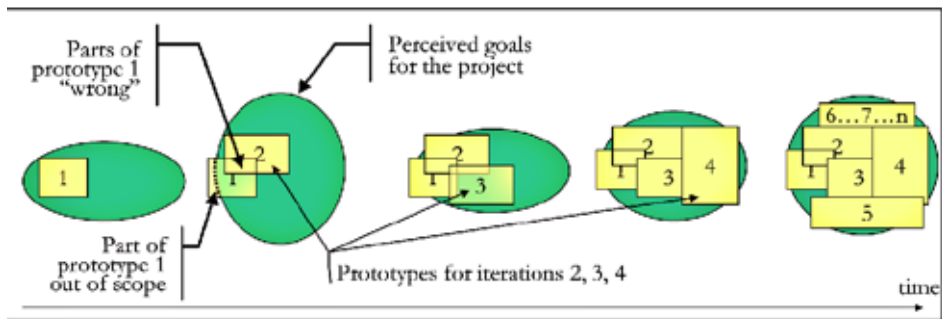 Parts of
prototype 1
"wrong"
Perceived goals
for the project
1
2
1
2
1
3
2
1
3
4
6...7...n
2
1
3
4
5
Part of
prototype 1
out of scope
Prototypes for iterations 2, 3, 4
time